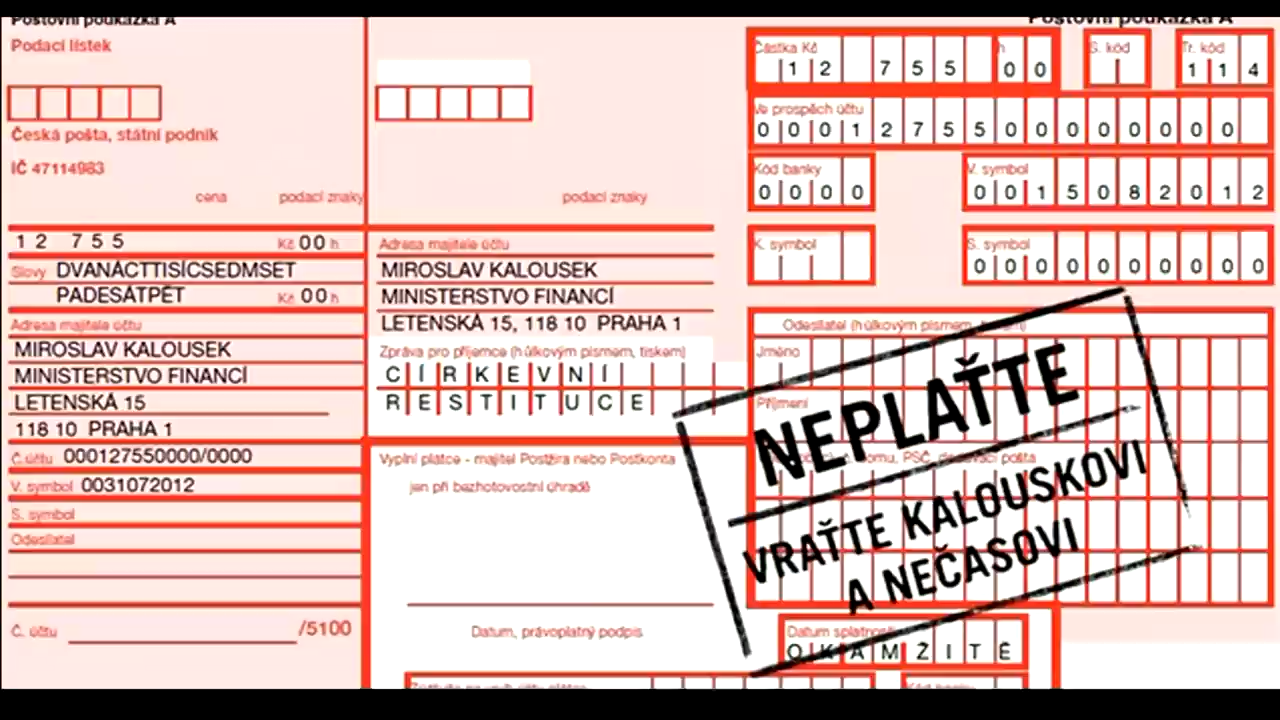 Poštovní poukázka A
Podací lístek
Česká pošta, státní podnik
IČ 47114983
cena podací znaky
12 755 Kč 00 h
Slovy DVANÁCTTISÍCSEDMSET
PADESÁTPĚT Kč 00 h
Adresa majitele účtu
MIROSLAV KALOUSEK
MINISTERSTVO FINANCÍ
LETENSKÁ 15
118 10 PRAHA 1
Č. účtu 000127550000/0000
V. symbol 0031072012
S. symbol
Odesílatel
Č. účtu /5100
podací znaky
Adresa majitele účtu
MIROSLAV KALOUSEK
MINISTERSTVO FINANCÍ
LETENSKÁ 15, 118 10 PRAHA 1
Zpráva pro příjemce (hůlkovým písmem, tiskem)
CÍRKEVNÍ
RESTITUCE
Vyplní plátce - majitel Postžira nebo Postkonta
jen při bezhotovostní úhradě
Datum, právoplatný podpis
Poštovní poukázka A
Částka Kč h S. kód Tr. kód
12 755 00 114
Ve prospěch účtu
0001275500000000
Kód banky V. symbol
0000 0015082012
K. symbol S. symbol
0000000000
Odesílatel (hůlkovým písmem,
Jméno
Příjmení
PSČ, dodávací pošta
NEPLAŤTE
VRAŤTE KALOUSKOVI
A NEČASOVI
Datum splatnosti
OKAMŽITĚ